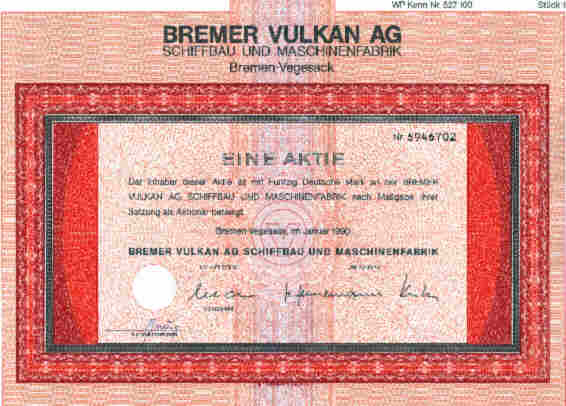 WP Kenn Nr. 527 100 Stück 1
BREMER VULKAN AG
SCHIFFBAU UND MASCHINENFABRIK
Bremen-Vegesack
Nr 5946702
EINE AKTIE
Der Inhaber dieser Aktie ist mit Fünfzig Deutsche Mark an der BREMER
VULKAN AG SCHIFFBAU UND MASCHINENFABRIK nach Maßgabe ihrer
Satzung als Aktionär beteiligt.
Bremen-Vegesack, im Januar 1990
BREMER VULKAN AG SCHIFFBAU UND MASCHINENFABRIK